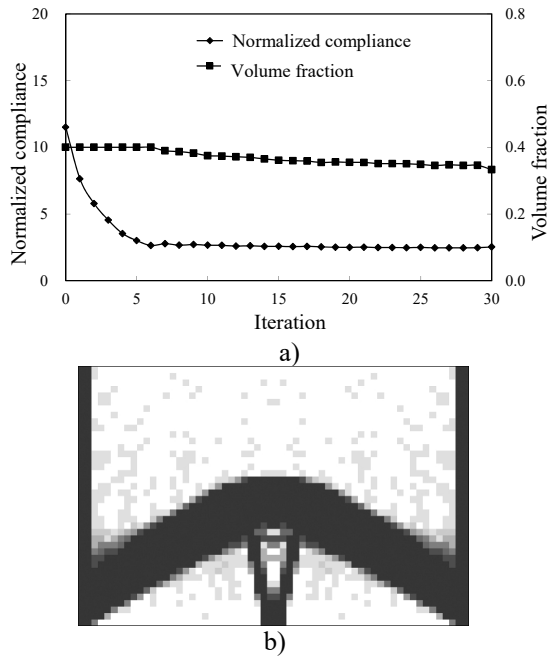 20
15
10
5
0
Normalized compliance
Normalized compliance
Volume fraction
0.8
0.6
0.4
0.2
0.0
Volume fraction
0 5 10 15 20 25 30
Iteration
a)
b)